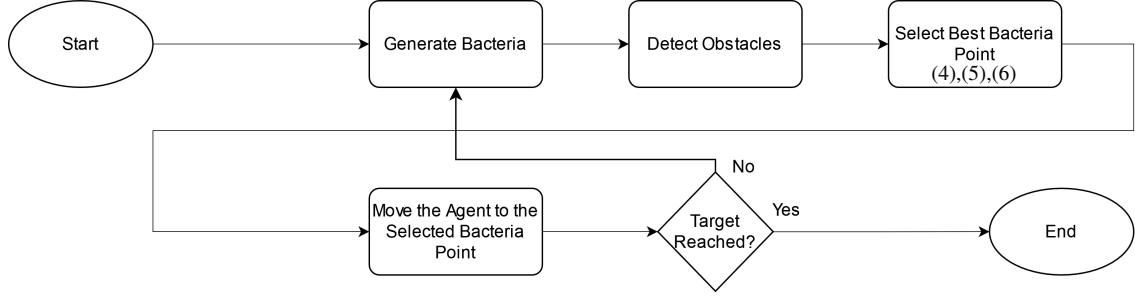 Start
Generate Bacteria
Detect Obstacles
Select Best Bacteria
Point
(4),(5),(6)
Move the Agent to the
Selected Bacteria
Point
Target
Reached?
No
Yes
End